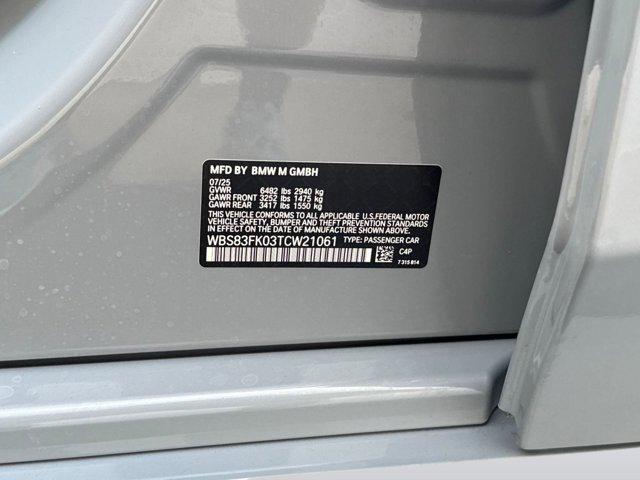 MFD BY BMW M GMBH
07/25
GVWR 6482 lbs 2940 kg
GAWR FRONT 3252 lbs 1475 kg
GAWR REAR 3417 lbs 1550 kg
THIS VEHICLE CONFORMS TO ALL APPLICABLE U.S.FEDERAL MOTOR
VEHICLE SAFETY, BUMPER AND THEFT PREVENTION STANDARDS
IN EFFECT ON THE DATE OF MANUFACTURE SHOWN ABOVE.
WBS83FK03TCW21061 TYPE: PASSENGER CAR
C4P
7 315 814